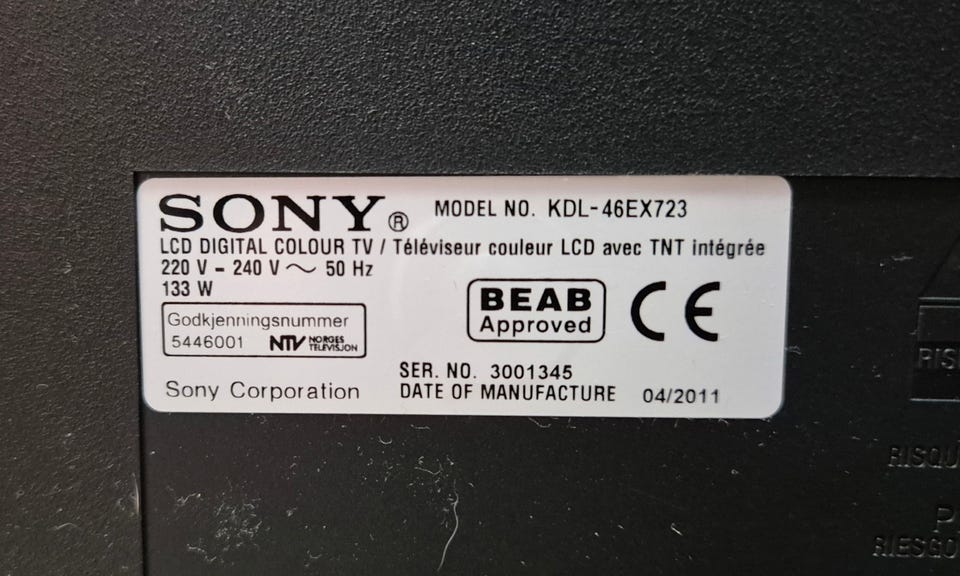 SONY® MODEL NO. KDL-46EX723
LCD DIGITAL COLOUR TV / Téléviseur couleur LCD avec TNT intégrée
220 V - 240 V ~ 50 Hz
133 W
BEAB
Approved
CE
Godkjenningsnummer
5446001 NTV NORGES TELEVISJON
SER. NO. 3001345
Sony Corporation DATE OF MANUFACTURE 04/2011